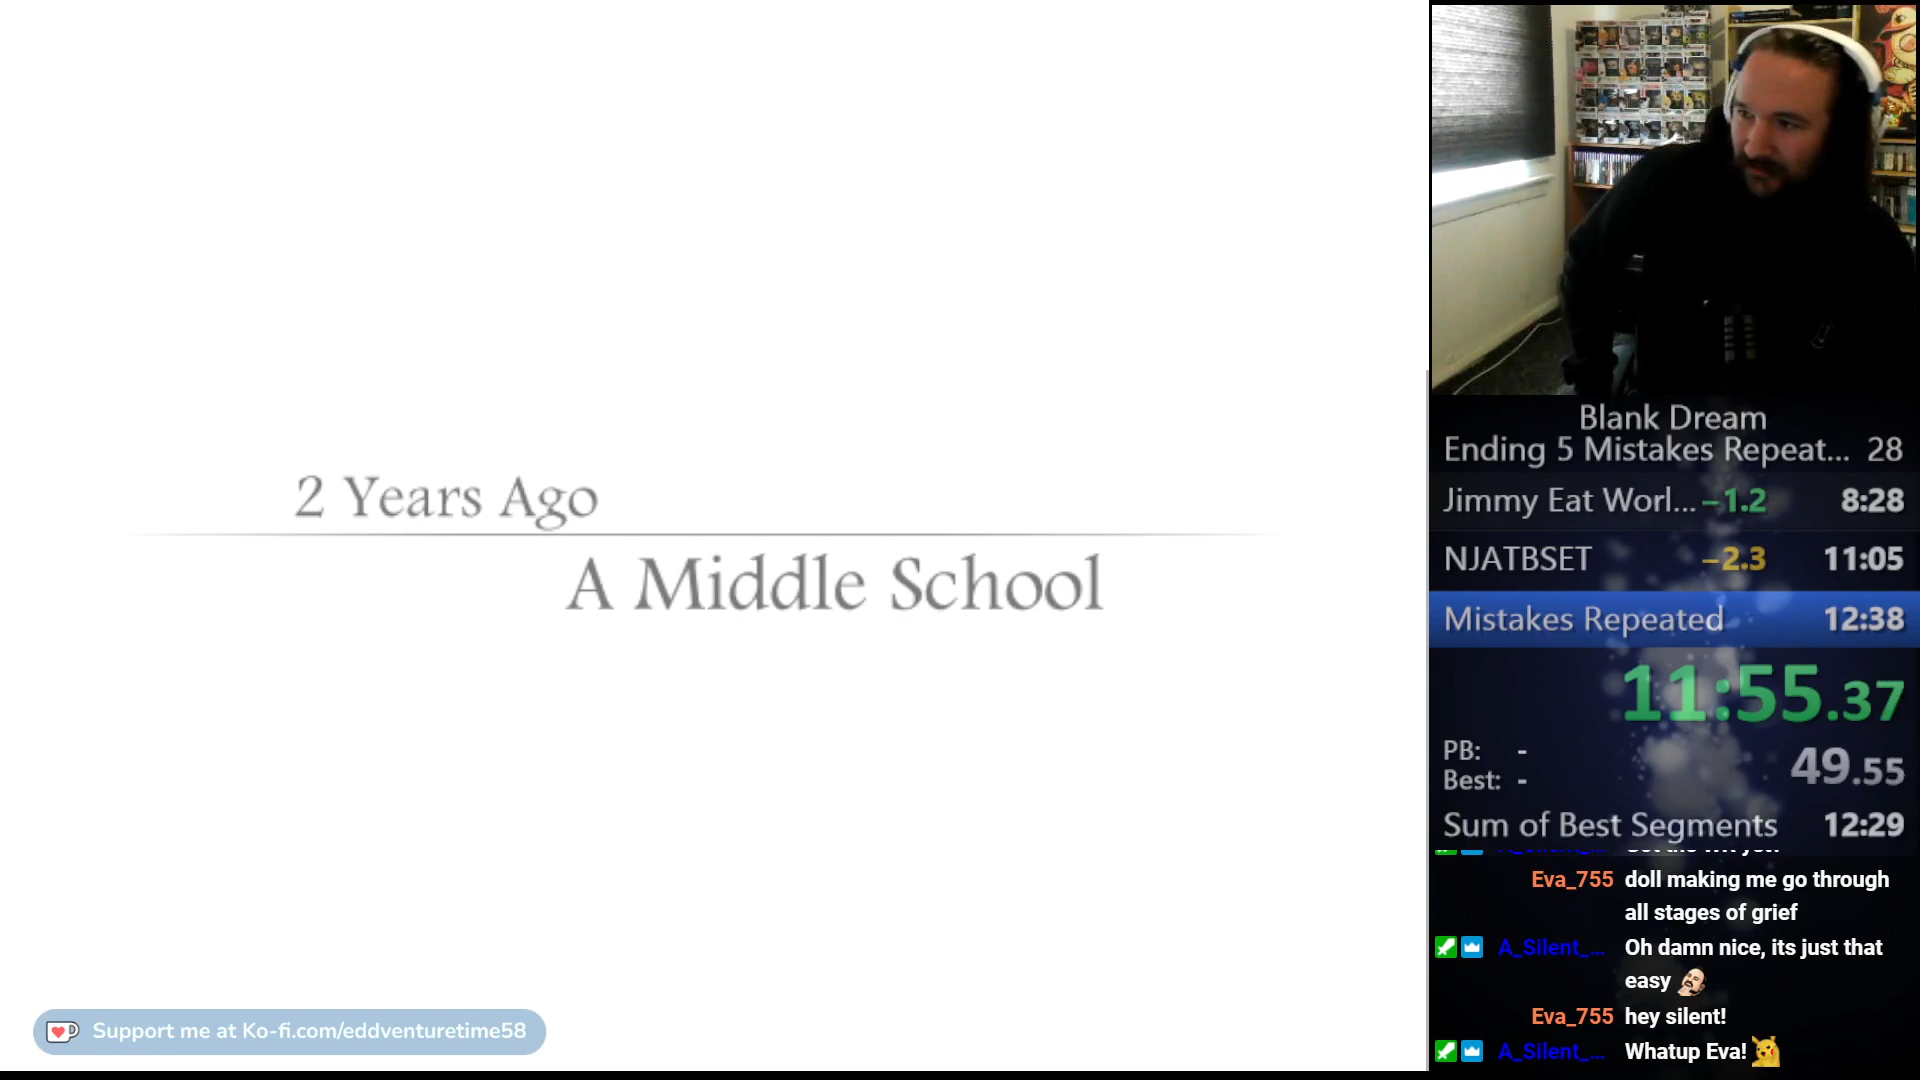 2 Years Ago
A Middle School
Support me at Ko-fi.com/eddventuretime58
Blank Dream
Ending 5 Mistakes Repeat... 28
Jimmy Eat Worl... −1.2 8:28
NJATBSET −2.3 11:05
Mistakes Repeated 12:38
11:55.37
PB: - 49.55
Best: -
Sum of Best Segments 12:29
Eva_755 doll making me go through
all stages of grief
A_Silent_... Oh damn nice, its just that
easy
Eva_755 hey silent!
A_Silent_... Whatup Eva!